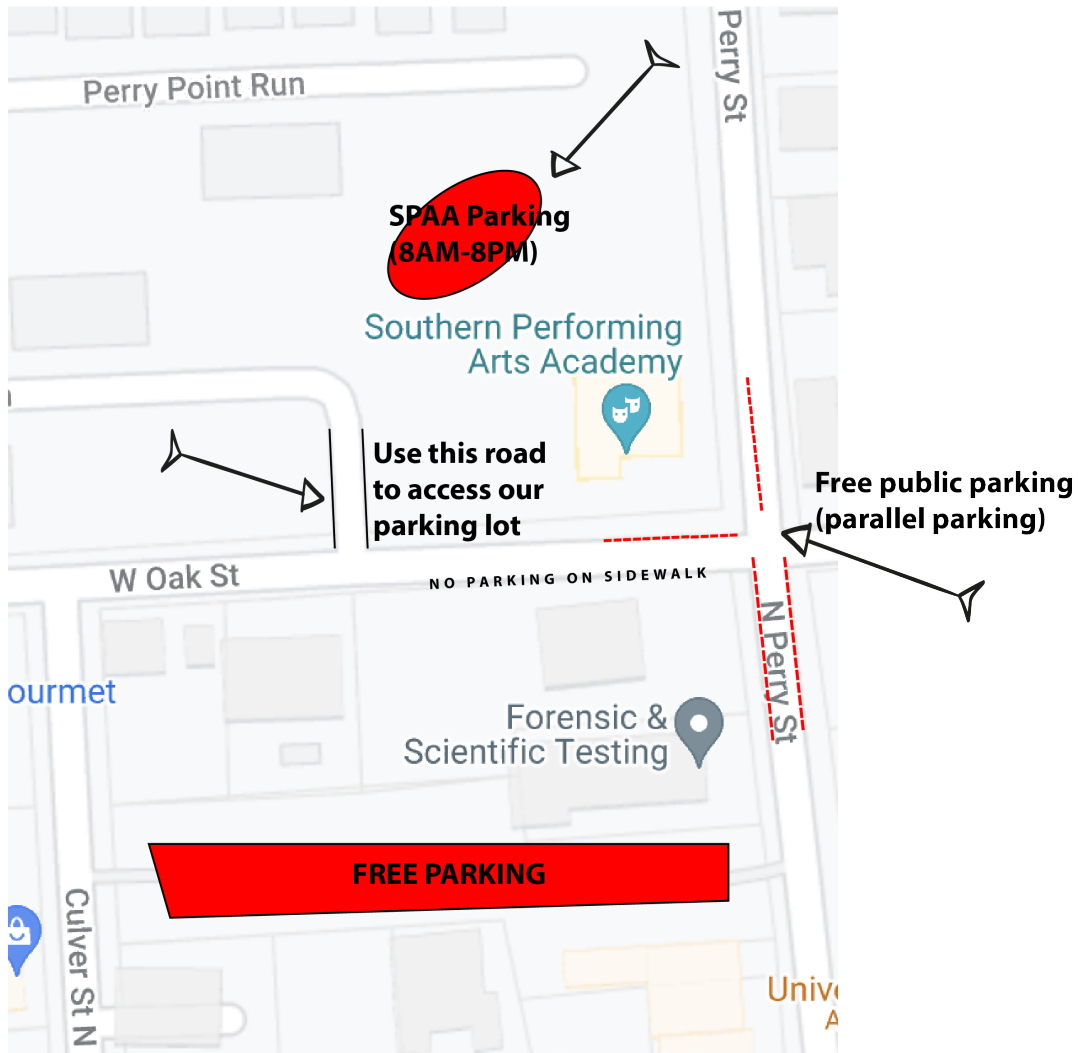 Perry St
Perry Point Run
SPAA Parking
(8AM-8PM)
Southern Performing
Arts Academy
Use this road
to access our
parking lot
Free public parking
(parallel parking)
W Oak St
NO PARKING ON SIDEWALK
N Perry St
ourmet
Forensic &
Scientific Testing
FREE PARKING
Culver St N
Unive
A